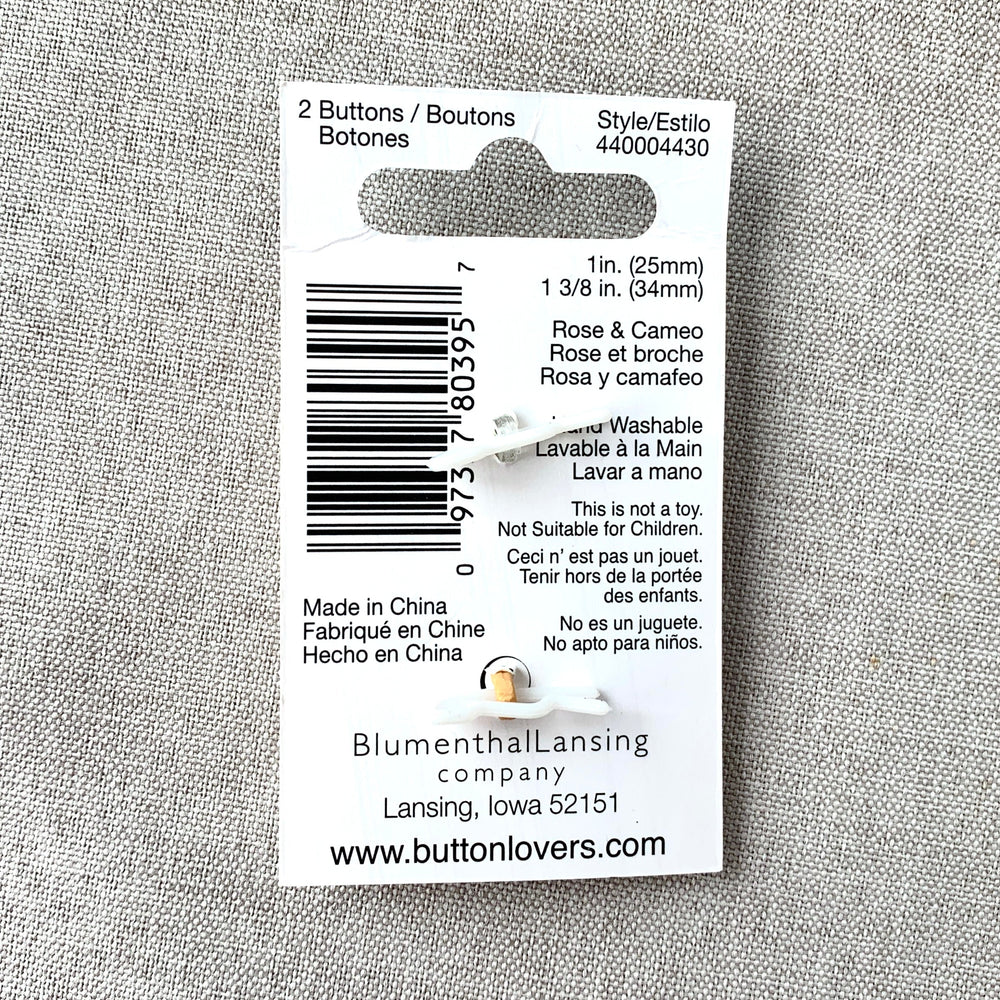 2 Buttons / Boutons
Botones
Style/Estilo
440004430
1in. (25mm)
1 3/8 in. (34mm)
Rose & Cameo
Rose et broche
Rosa y camafeo
Washable
Lavable à la Main
Lavar a mano
This is not a toy.
Not Suitable for Children.
Ceci n' est pas un jouet.
Tenir hors de la portée
des enfants.
No es un juguete.
No apto para niños.
0 973 7 80395 7
Made in China
Fabriqué en Chine
Hecho en China
BlumenthalLansing
company
Lansing, Iowa 52151
www.buttonlovers.com